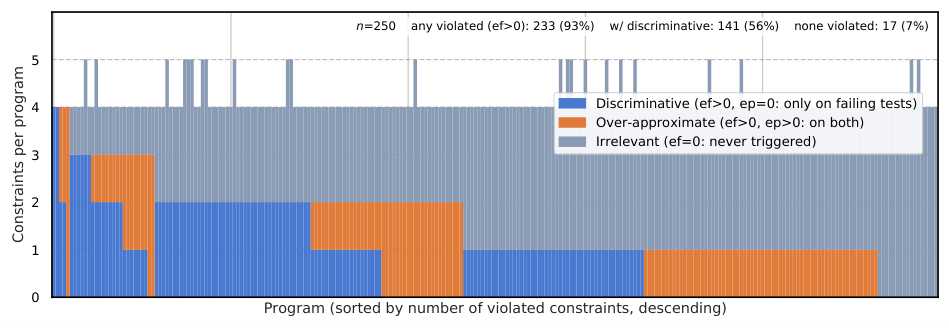 n=250 any violated (ef>0): 233 (93%) w/ discriminative: 141 (56%) none violated: 17 (7%)
5
4
3
2
1
0
Constraints per program
Discriminative (ef>0, ep=0: only on failing tests)
Over-approximate (ef>0, ep>0: on both)
Irrelevant (ef=0: never triggered)
Program (sorted by number of violated constraints, descending)